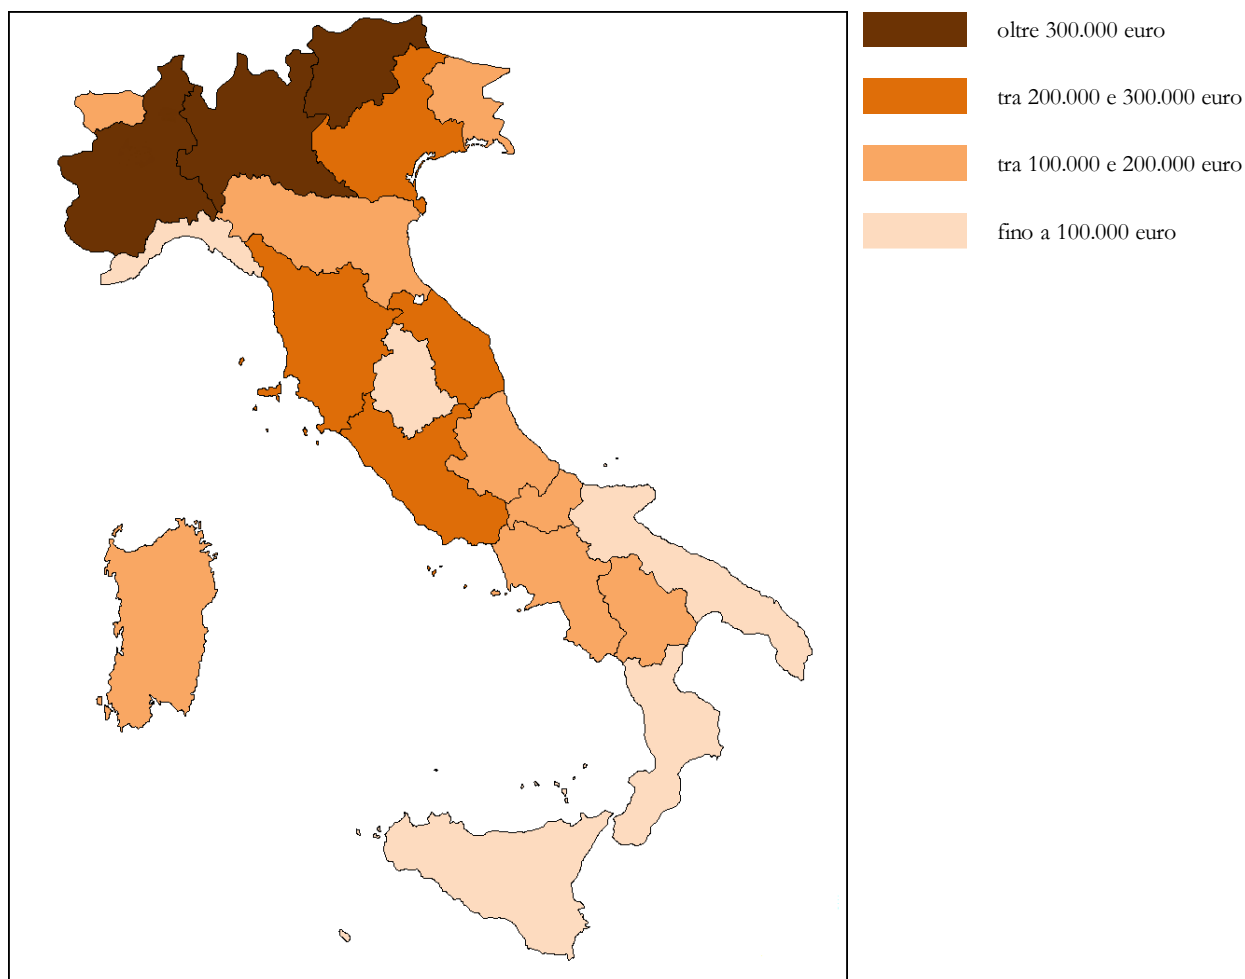 oltre 300.000 euro
tra 200.000 e 300.000 euro
tra 100.000 e 200.000 euro
fino a 100.000 euro